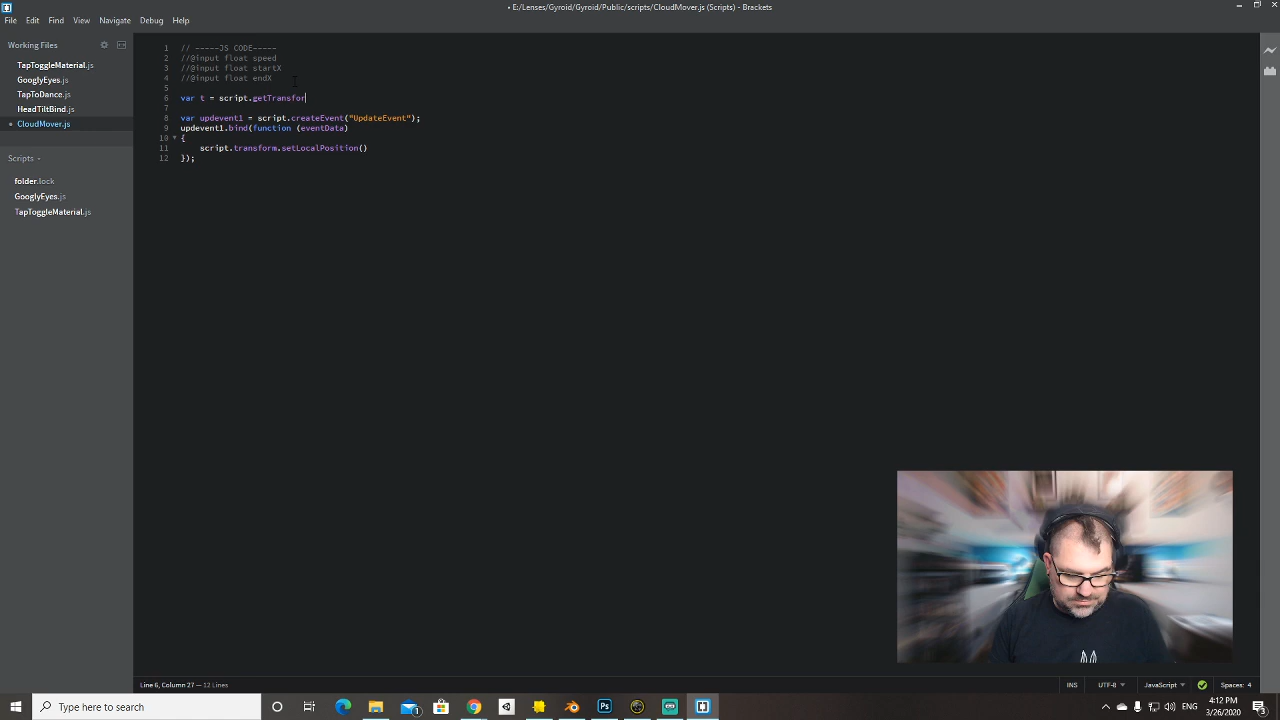 • E:/Lenses/Gyroid/Gyroid/Public/scripts/CloudMover.js (Scripts) - Brackets
File Edit Find View Navigate Debug Help
Working Files
TapToggleMaterial.js
GooglyEyes.js
TapToDance.js
HeadTiltBind.js
• CloudMover.js
Scripts
folder.lock
GooglyEyes.js
TapToggleMaterial.js
1 // -----JS CODE-----
2 //@input float speed
3 //@input float startX
4 //@input float endX
5
6 var t = script.getTransfor
7
8 var updevent1 = script.createEvent("UpdateEvent");
9 updevent1.bind(function (eventData)
10 {
11 script.transform.setLocalPosition()
12 });
Line 6, Column 27 — 12 Lines
INS UTF-8 JavaScript Spaces: 4
Type here to search
1
Ps
ENG
4:12 PM
3/26/2020